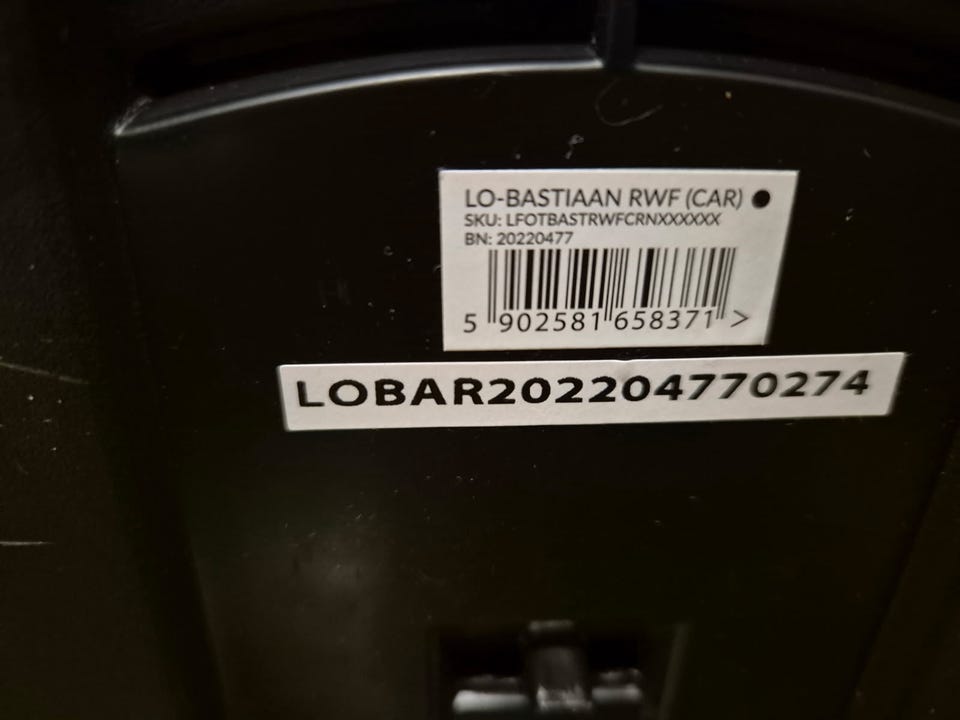 LO-BASTIAAN RWF (CAR)
SKU: LFOTBASTRWFCRNXXXXXX
BN: 20220477
5 902581 658371 >
LOBAR202204770274